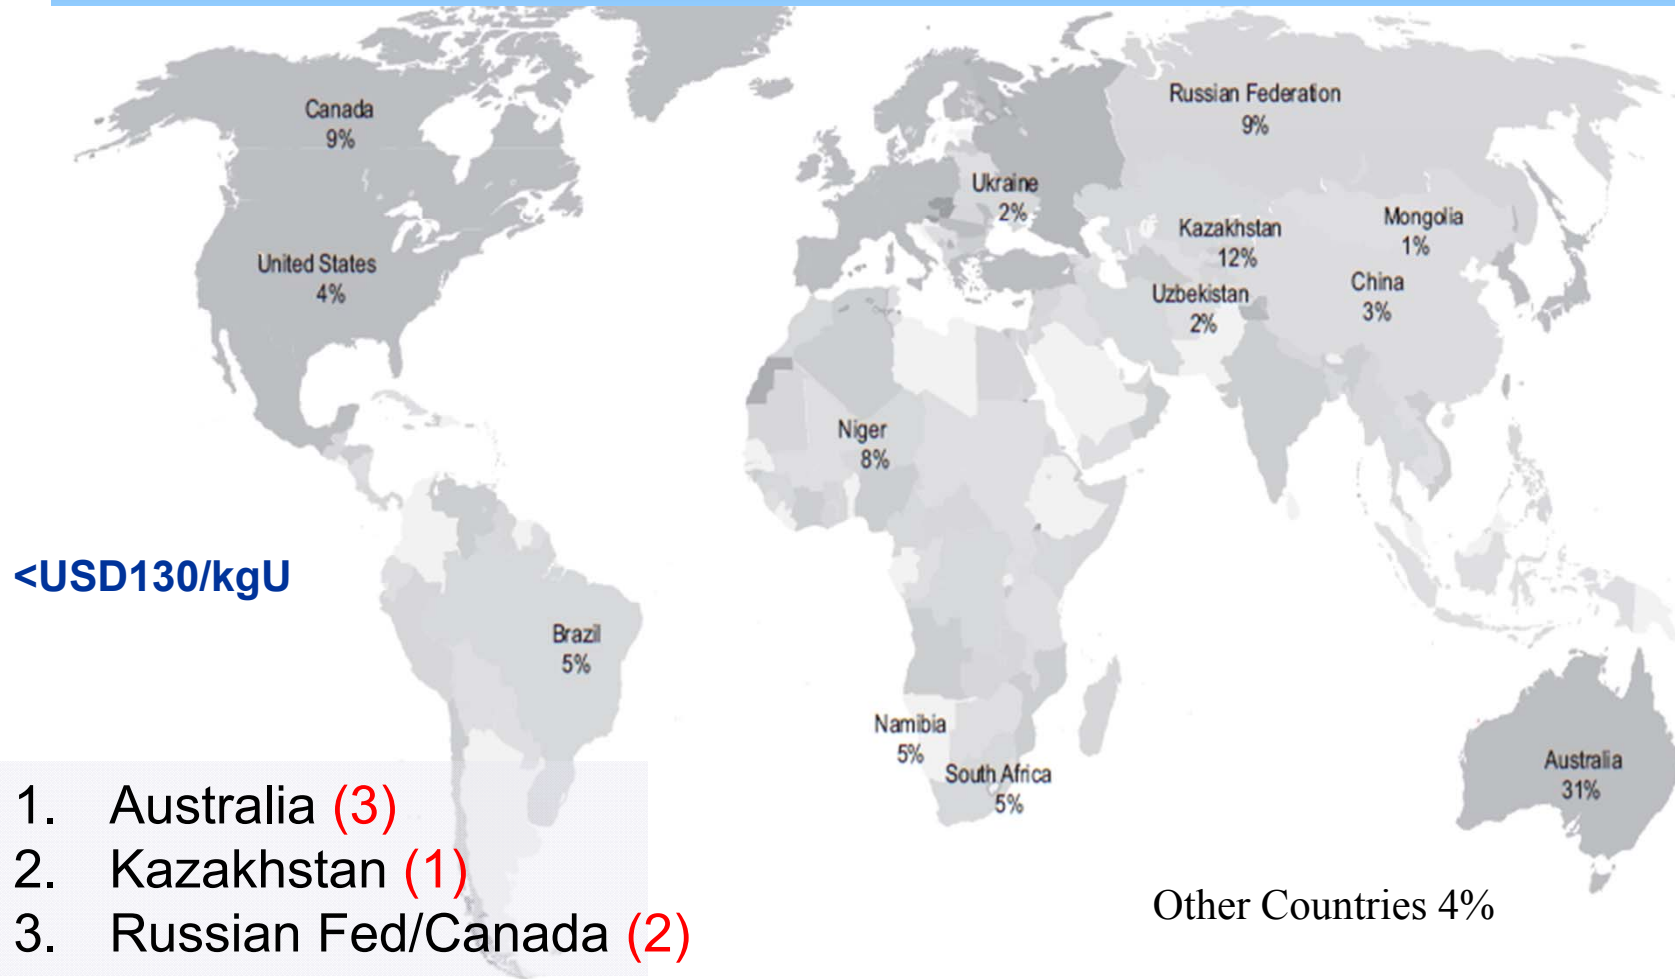 Canada
9%
Russian Federation
9%
Ukraine
2%
Kazakhstan
12%
Mongolia
1%
United States
4%
Uzbekistan
2%
China
3%
Niger
8%
<USD130/kgU
Brazil
5%
Namibia
5%
South Africa
5%
Australia
31%
1. Australia (3)
2. Kazakhstan (1)
3. Russian Fed/Canada (2)
Other Countries 4%